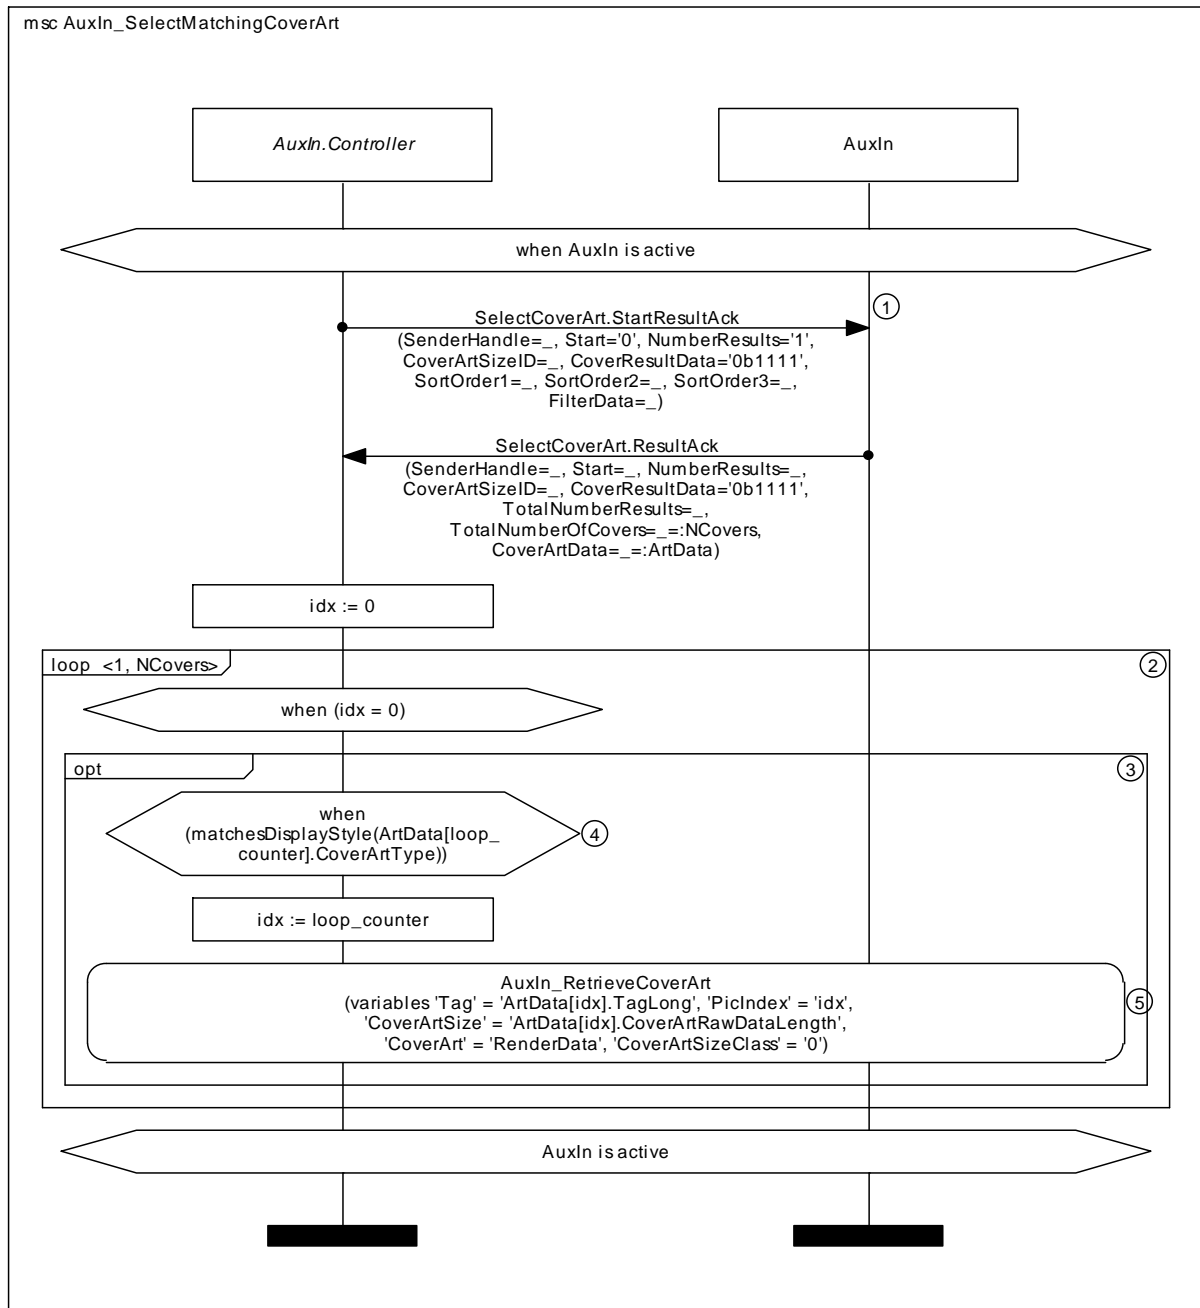 msc AuxIn_SelectMatchingCoverArt
AuxIn.Controller
AuxIn
when AuxIn is active
1
SelectCoverArt.StartResultAck
(SenderHandle=_, Start='0', NumberResults='1',
CoverArtSizeID=_, CoverResultData='0b1111',
SortOrder1=_, SortOrder2=_, SortOrder3=_,
FilterData=_)
SelectCoverArt.ResultAck
(SenderHandle=_, Start=_, NumberResults=_,
CoverArtSizeID=_, CoverResultData='0b1111',
TotalNumberResults=_,
TotalNumberOfCovers=_=:NCovers,
CoverArtData=_=:ArtData)
idx := 0
loop <1, NCovers>
2
when (idx = 0)
opt
3
when
(matchesDisplayStyle(ArtData[loop_
counter].CoverArtType))
4
idx := loop_counter
AuxIn_RetrieveCoverArt
(variables 'Tag' = 'ArtData[idx].TagLong', 'PicIndex' = 'idx',
'CoverArtSize' = 'ArtData[idx].CoverArtRawDataLength',
'CoverArt' = 'RenderData', 'CoverArtSizeClass' = '0')
5
AuxIn is active